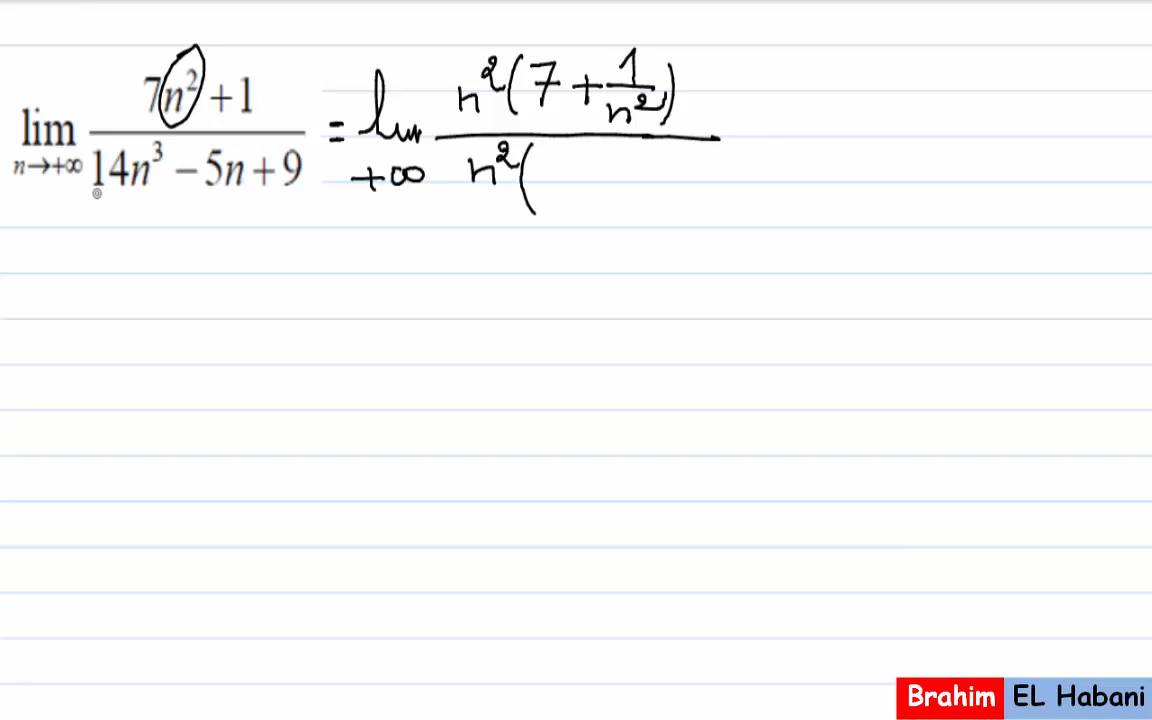 lim n→+∞ (7n² + 1)/(14n³ − 5n + 9) = lim +∞ n²(7 + 1/n²)/n²(
Brahim EL Habani